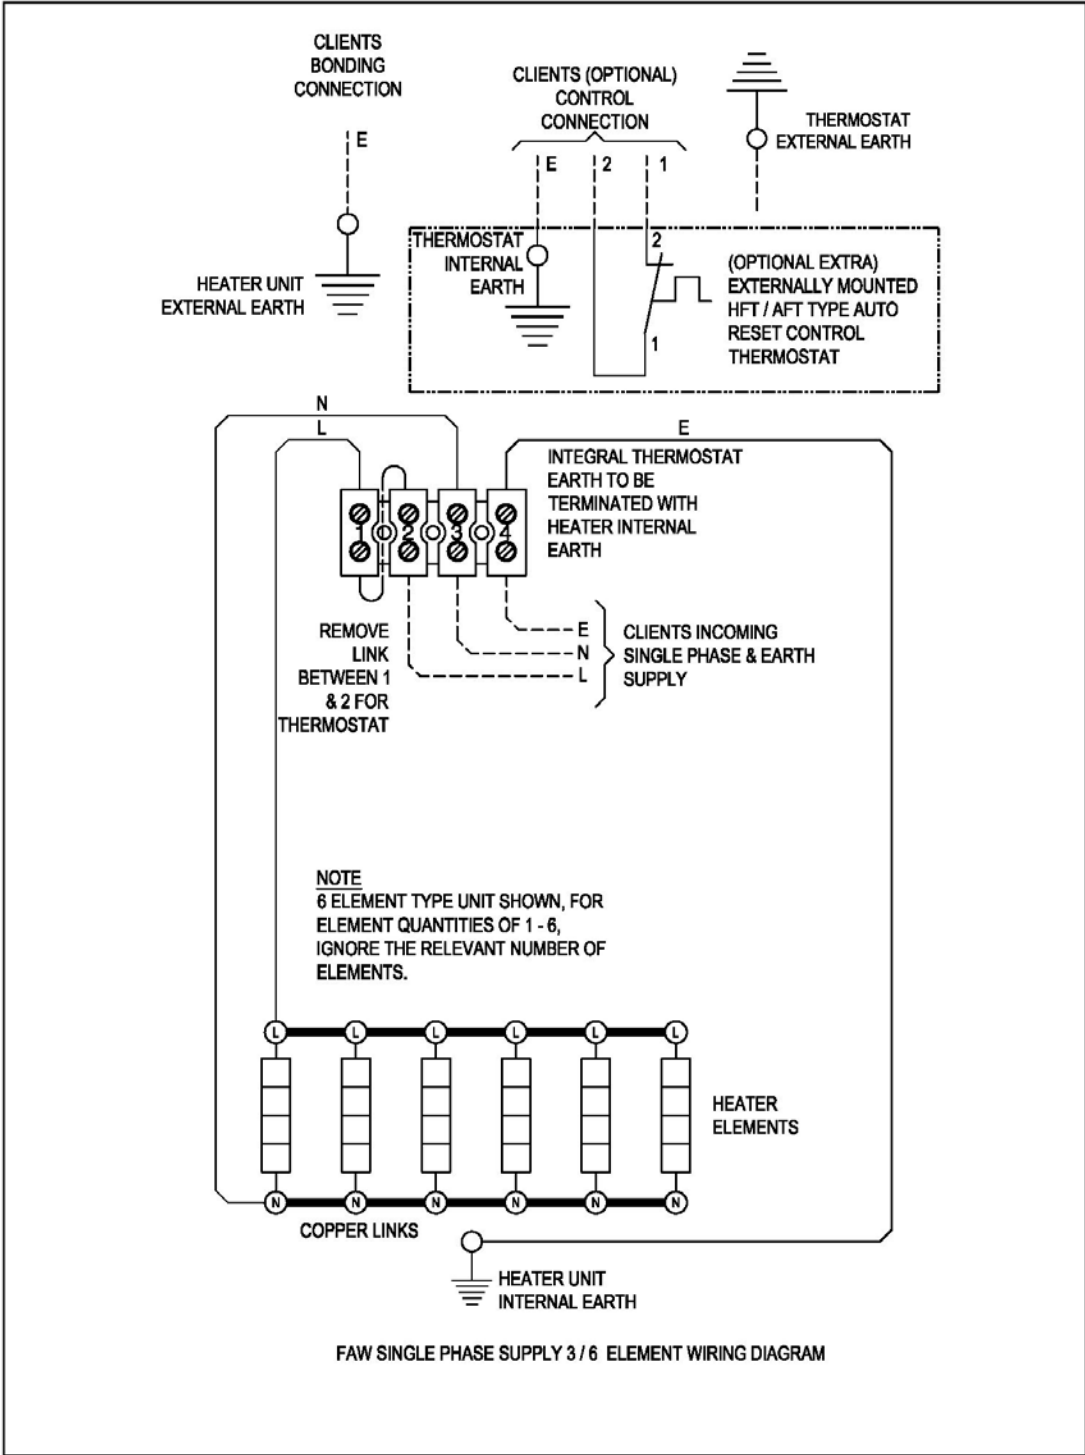 CLIENTS
BONDING
CONNECTION
E
CLIENTS (OPTIONAL)
CONTROL
CONNECTION
E 2 1
THERMOSTAT
EXTERNAL EARTH
HEATER UNIT
EXTERNAL EARTH
THERMOSTAT
INTERNAL
EARTH
2
1
(OPTIONAL EXTRA)
EXTERNALLY MOUNTED
HFT / AFT TYPE AUTO
RESET CONTROL
THERMOSTAT
N
L
E
INTEGRAL THERMOSTAT
EARTH TO BE
TERMINATED WITH
HEATER INTERNAL
EARTH
1 2 3 4
REMOVE
LINK
BETWEEN 1
& 2 FOR
THERMOSTAT
E
N
L
CLIENTS INCOMING
SINGLE PHASE & EARTH
SUPPLY
NOTE
6 ELEMENT TYPE UNIT SHOWN, FOR
ELEMENT QUANTITIES OF 1 - 6,
IGNORE THE RELEVANT NUMBER OF
ELEMENTS.
L L L L L L
HEATER
ELEMENTS
N N N N N N
COPPER LINKS
HEATER UNIT
INTERNAL EARTH
FAW SINGLE PHASE SUPPLY 3 / 6 ELEMENT WIRING DIAGRAM